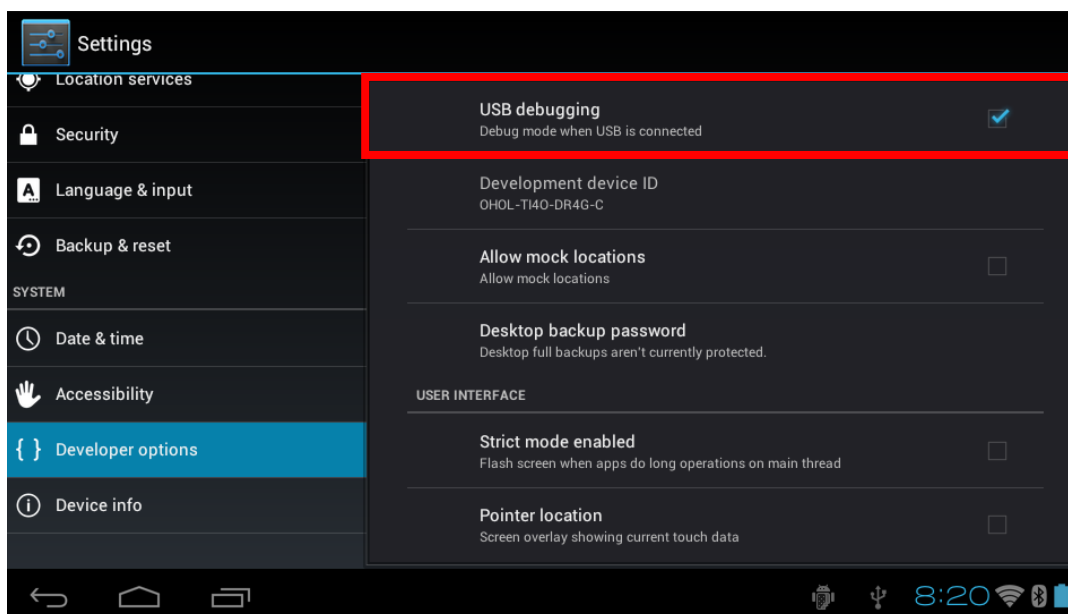 Settings
Location services
Security
Language & input
Backup & reset
SYSTEM
Date & time
Accessibility
{ } Developer options
Device info
USB debugging
Debug mode when USB is connected
Development device ID
OHOL-TI4O-DR4G-C
Allow mock locations
Allow mock locations
Desktop backup password
Desktop full backups aren't currently protected.
USER INTERFACE
Strict mode enabled
Flash screen when apps do long operations on main thread
Pointer location
Screen overlay showing current touch data
8:20